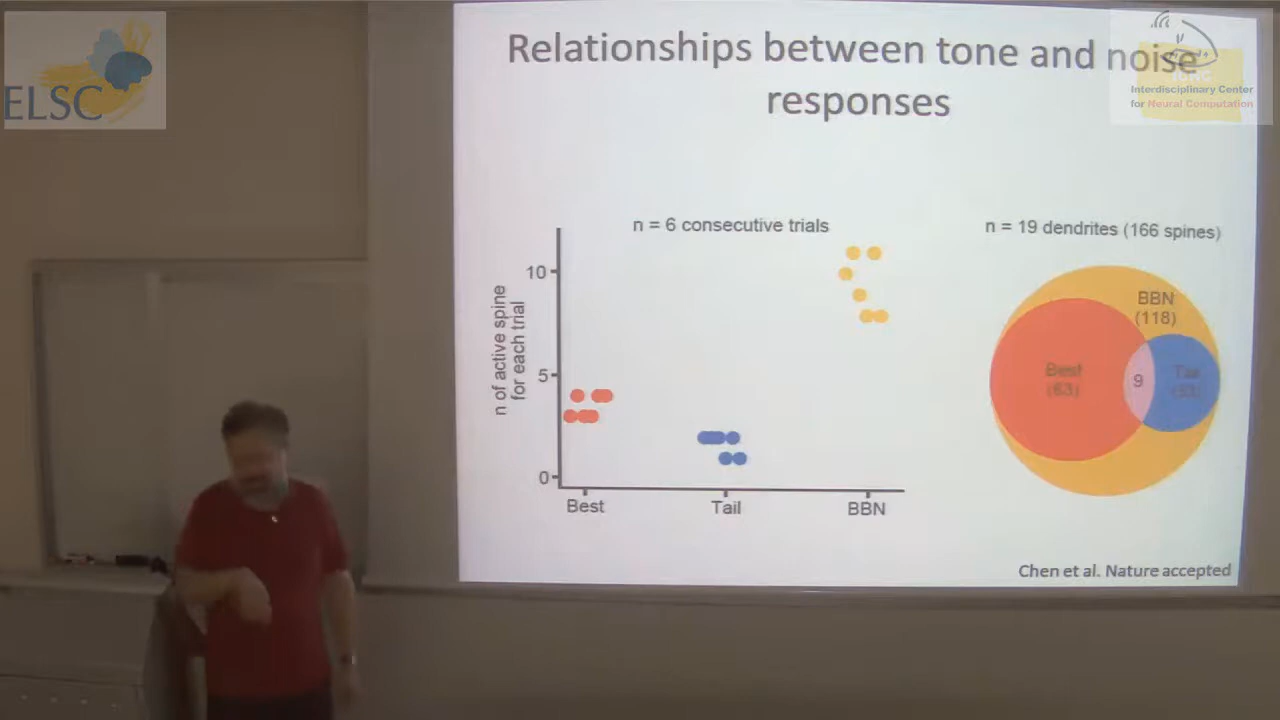 ELSC
Relationships between tone and noise
responses
Interdisciplinary Center
for Neural Computation
n = 6 consecutive trials
n of active spine
for each trial
10
5
0
Best
Tail
BBN
n = 19 dendrites (166 spines)
BBN
(118)
Best
(63)
9
Tail
Chen et al. Nature accepted